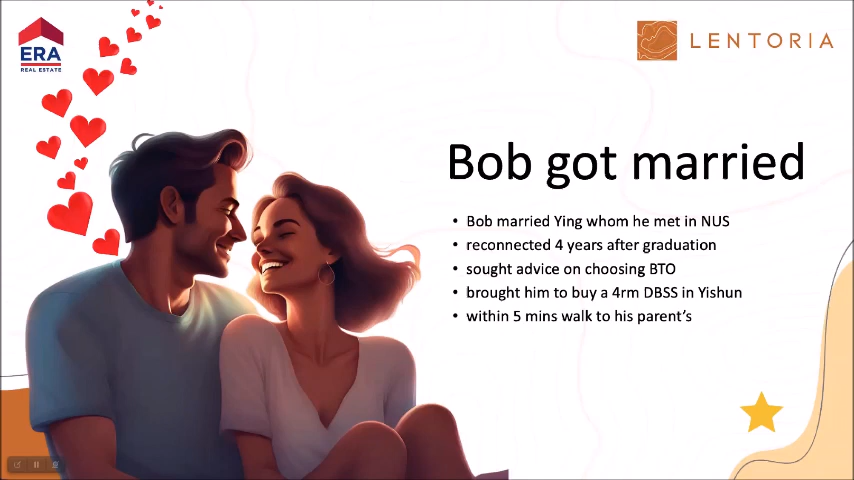 ERA
REAL ESTATE
LENTORIA
Bob got married
• Bob married Ying whom he met in NUS
• reconnected 4 years after graduation
• sought advice on choosing BTO
• brought him to buy a 4rm DBSS in Yishun
• within 5 mins walk to his parent's